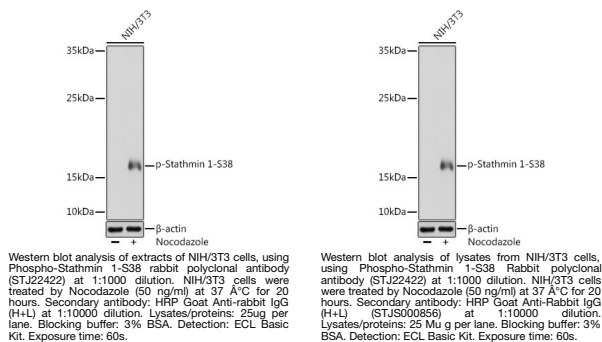 NIH/3T3
35kDa
25kDa
p-Stathmin 1-S38
15kDa
10kDa
β-actin
- +
Nocodazole
Western blot analysis of extracts of NIH/3T3 cells, using
Phospho-Stathmin 1-S38 rabbit polyclonal antibody
(STJ22422) at 1:1000 dilution. NIH/3T3 cells were
treated by Nocodazole (50 ng/ml) at 37 Â°C for 20
hours. Secondary antibody: HRP Goat Anti-rabbit IgG
(H+L) at 1:10000 dilution. Lysates/proteins: 25ug per
lane. Blocking buffer: 3% BSA. Detection: ECL Basic
Kit. Exposure time: 60s.
NIH/3T3
35kDa
25kDa
p-Stathmin 1-S38
15kDa
10kDa
β-actin
- +
Nocodazole
Western blot analysis of lysates from NIH/3T3 cells,
using Phospho-Stathmin 1-S38 Rabbit polyclonal
antibody (STJ22422) at 1:1000 dilution. NIH/3T3 cells
were treated by Nocodazole (50 ng/ml) at 37 Â°C for 20
hours. Secondary antibody: HRP Goat Anti-Rabbit IgG
(H+L) (STJS000856) at 1:10000 dilution.
Lysates/proteins: 25 Mu g per lane. Blocking buffer: 3%
BSA. Detection: ECL Basic Kit. Exposure time: 60s.